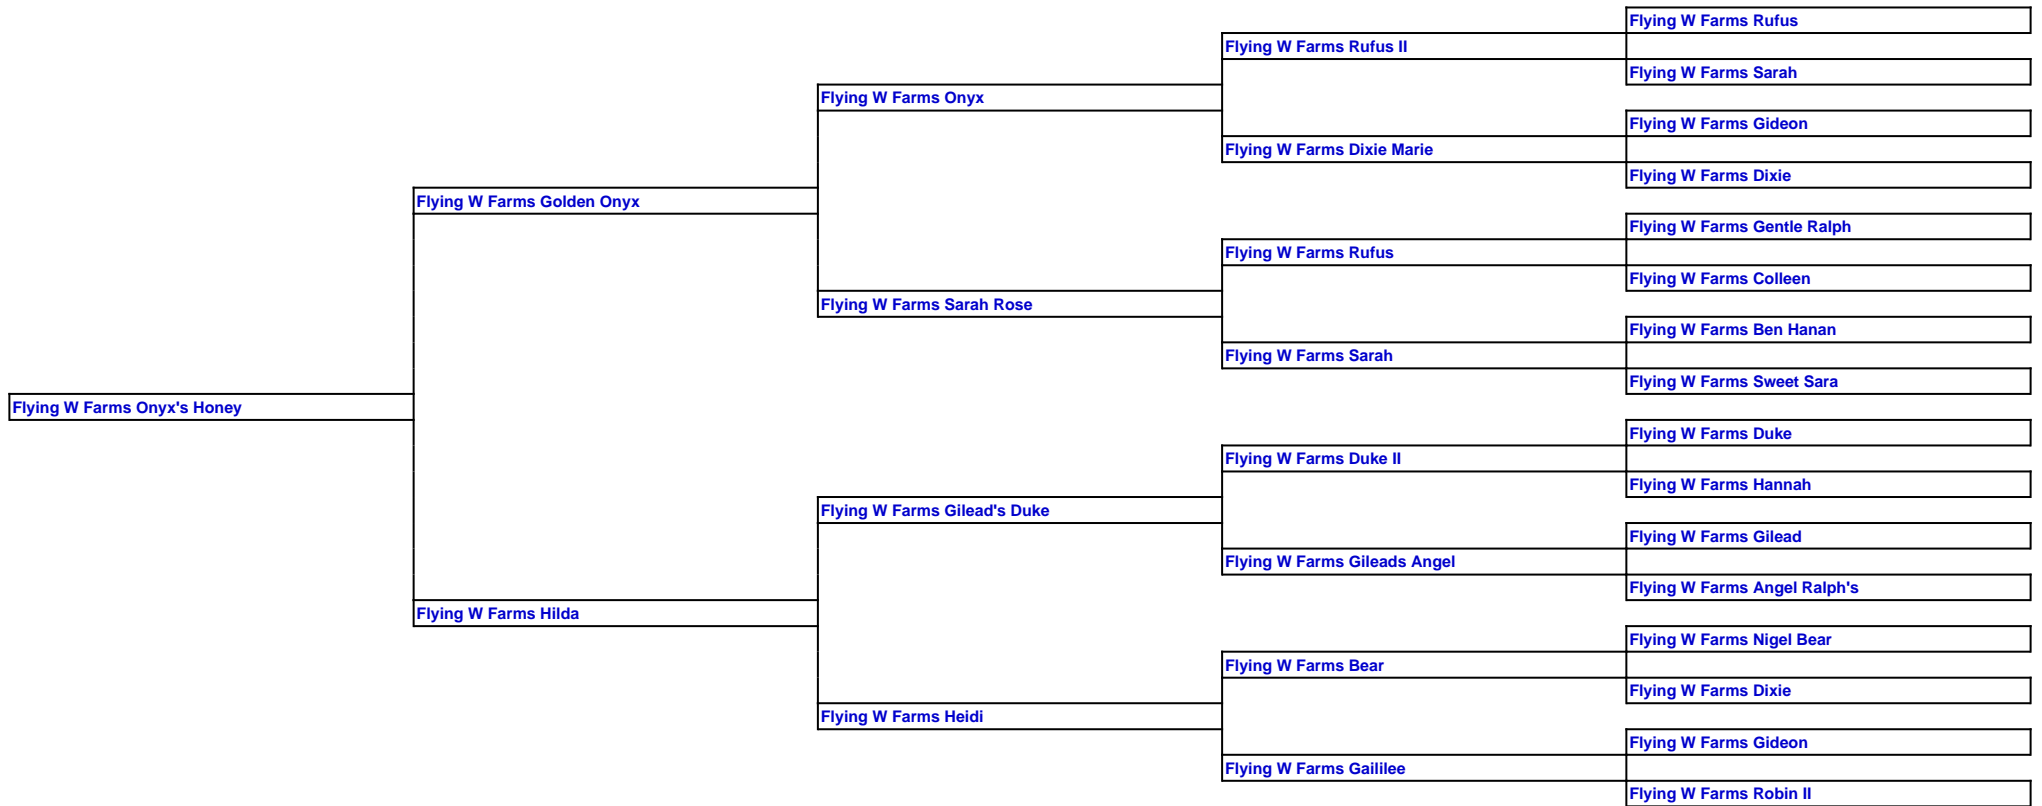 Flying W Farms Rufus
Flying W Farms Rufus II
Flying W Farms Sarah
Flying W Farms Onyx
Flying W Farms Gideon
Flying W Farms Dixie Marie
Flying W Farms Dixie
Flying W Farms Golden Onyx
Flying W Farms Gentle Ralph
Flying W Farms Rufus
Flying W Farms Colleen
Flying W Farms Sarah Rose
Flying W Farms Ben Hanan
Flying W Farms Sarah
Flying W Farms Sweet Sara
Flying W Farms Onyx's Honey
Flying W Farms Duke
Flying W Farms Duke II
Flying W Farms Hannah
Flying W Farms Gilead's Duke
Flying W Farms Gilead
Flying W Farms Gileads Angel
Flying W Farms Angel Ralph's
Flying W Farms Hilda
Flying W Farms Nigel Bear
Flying W Farms Bear
Flying W Farms Dixie
Flying W Farms Heidi
Flying W Farms Gideon
Flying W Farms Gaililee
Flying W Farms Robin II